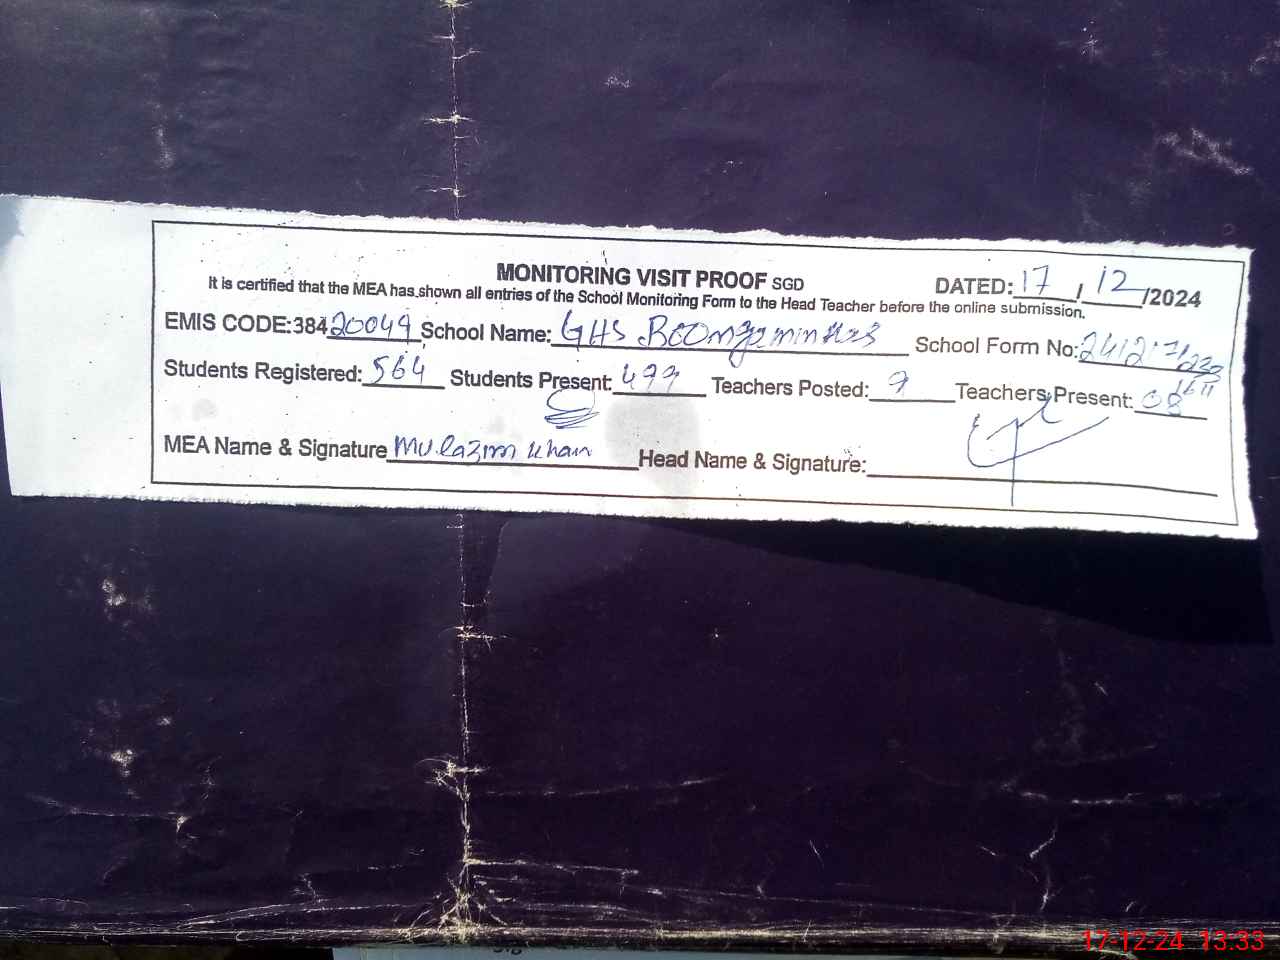 MONITORING VISIT PROOF SGD DATED: 17/12/2024
It is certified that the MEA has shown all entries of the School Monitoring Form to the Head Teacher before the online submission.
EMIS CODE:38420049 School Name: GHS School Form No:
Students Registered: 564 Students Present: 499 Teachers Posted: 9 Teachers Present: 08
MEA Name & Signature Mulazim Khan Head Name & Signature:
17-12-24 13:33